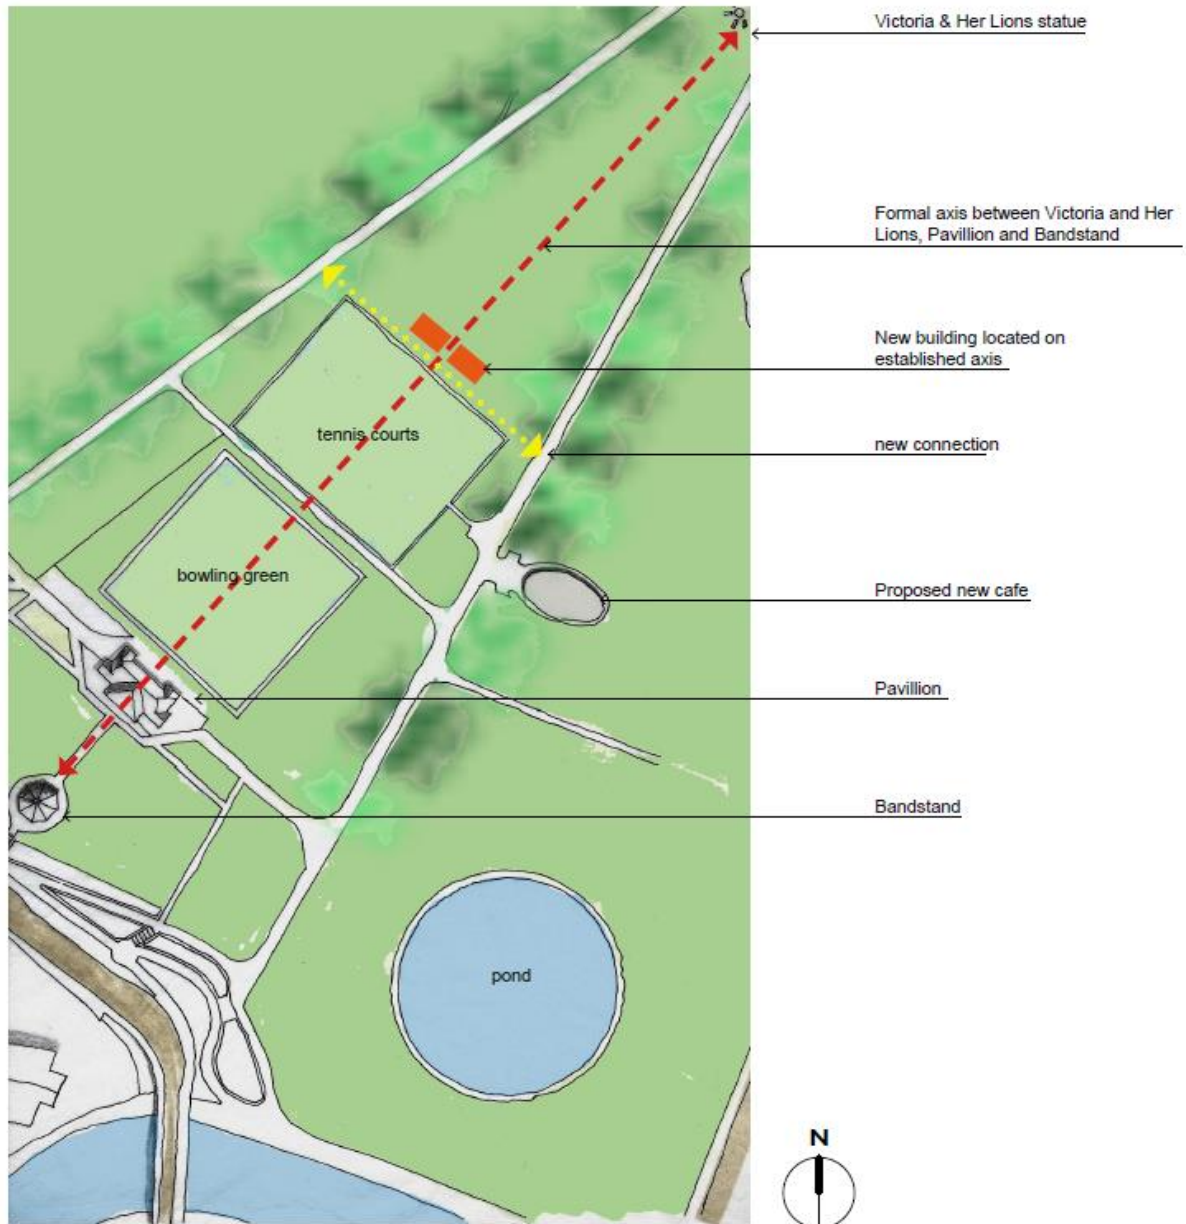 Victoria & Her Lions statue
Formal axis between Victoria and Her
Lions, Pavillion and Bandstand
New building located on
established axis
tennis courts
new connection
bowling green
Proposed new cafe
Pavillion
Bandstand
pond
N